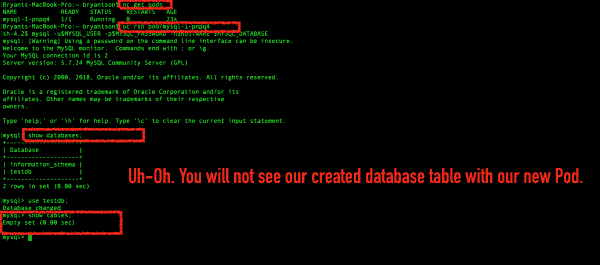 Bryants-MacBook-Pro:~ bryantson$ oc get pods
NAME READY STATUS RESTARTS AGE
mysql-1-pnpq4 1/1 Running 0 23s
Bryants-MacBook-Pro:~ bryantson$ oc rsh pod/mysql-1-pnpq4
sh-4.2$ mysql -u$MYSQL_USER -p$MYSQL_PASSWORD -h$HOSTNAME $MYSQL_DATABASE
mysql: [Warning] Using a password on the command line interface can be insecure.
Welcome to the MySQL monitor. Commands end with ; or \g.
Your MySQL connection id is 2
Server version: 5.7.24 MySQL Community Server (GPL)
Copyright (c) 2000, 2018, Oracle and/or its affiliates. All rights reserved.
Oracle is a registered trademark of Oracle Corporation and/or its
affiliates. Other names may be trademarks of their respective
owners.
Type 'help;' or '\h' for help. Type '\c' to clear the current input statement.
mysql> show databases;
+--------------------+
| Database |
+--------------------+
| information_schema |
| testdb |
+--------------------+
2 rows in set (0.00 sec)
Uh-Oh. You will not see our created database table with our new Pod.
mysql> use testdb;
Database changed
mysql> show tables;
Empty set (0.00 sec)
mysql>